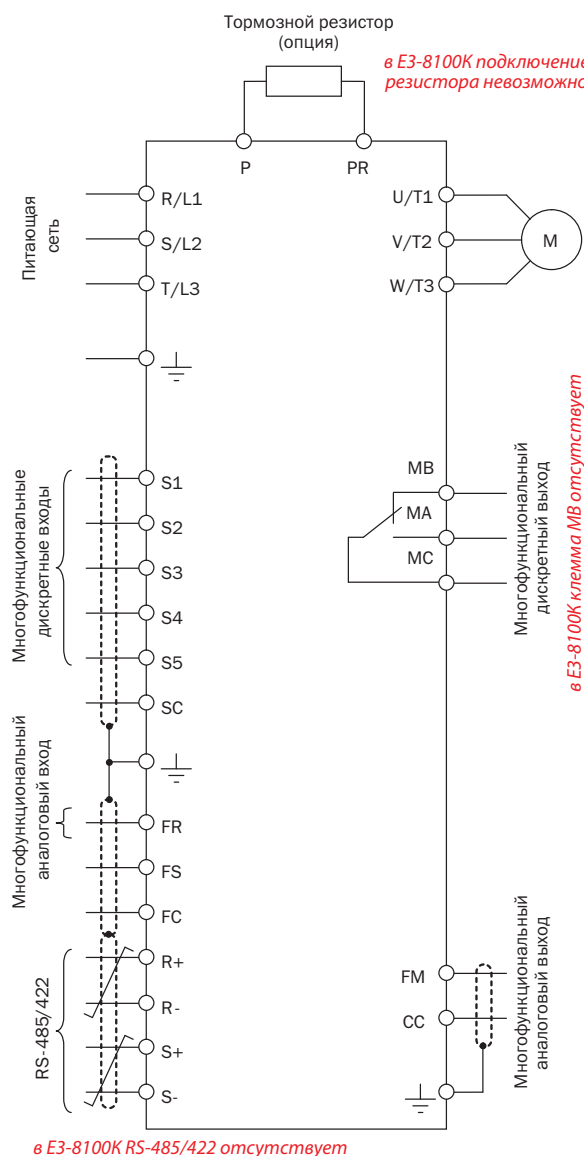 Тормозной резистор
(опция)
в E3-8100K подключение
резистора невозможно
P
PR
Питающая
сеть
R/L1
S/L2
T/L3
U/T1
V/T2
W/T3
M
Многофункциональные
дискретные входы
S1
S2
S3
S4
S5
SC
MB
MA
MC
Многофункциональный
дискретный выход
в E3-8100K клемма MB отсутствует
Многофункциональный
аналоговый вход
FR
FS
FC
RS-485/422
R+
R-
S+
S-
FM
CC
Многофункциональный
аналоговый выход
в E3-8100K RS-485/422 отсутствует